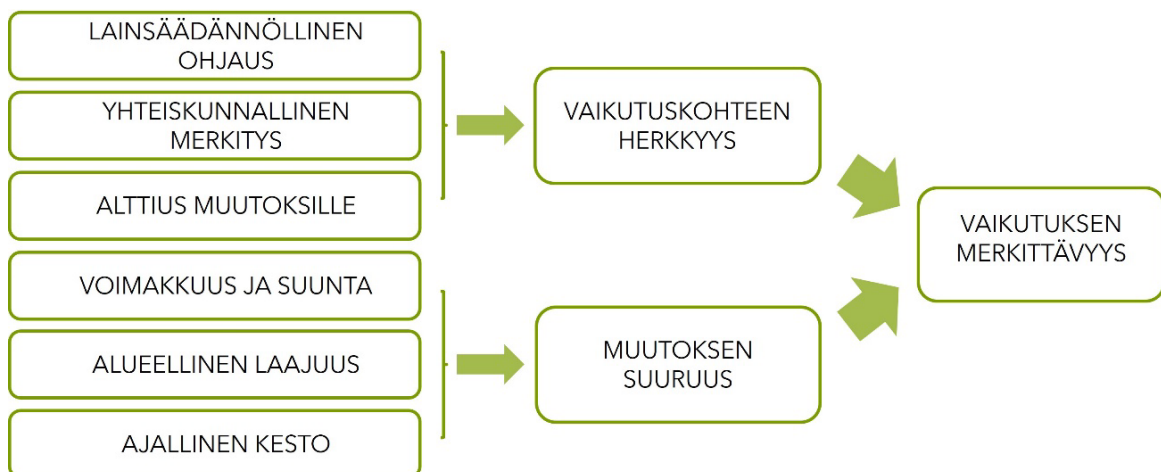 LAINSÄÄDÄNNÖLLINEN
OHJAUS
YHTEISKUNNALLINEN
MERKITYS
ALTTIUS MUUTOKSILLE
VOIMAKKUUS JA SUUNTA
ALUEELLINEN LAAJUUS
AJALLINEN KESTO
VAIKUTUSKOHTEEN
HERKKYYS
MUUTOKSEN
SUURUUS
VAIKUTUKSEN
MERKITTÄVYYS